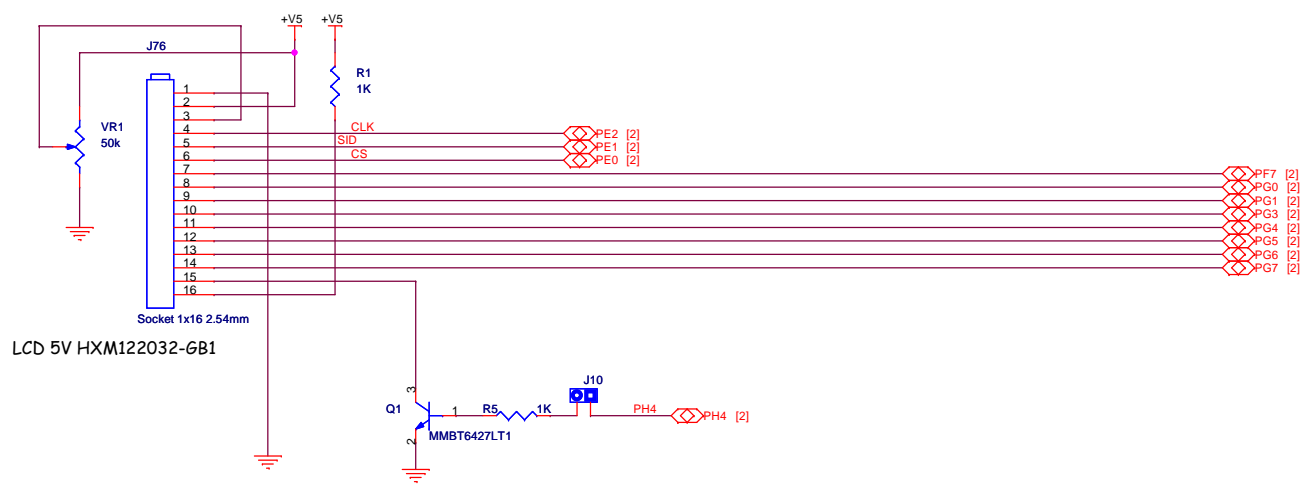 +V5 +V5
J76
R1
1K
VR1
50k
1
2
3
4 CLK PE2 [2]
5 SID PE1 [2]
6 CS PE0 [2]
7 PF7 [2]
8 PG0 [2]
9 PG1 [2]
10 PG3 [2]
11 PG4 [2]
12 PG5 [2]
13 PG6 [2]
14 PG7 [2]
15
16
Socket 1x16 2.54mm
LCD 5V HXM122032-GB1
J10
3
Q1 1 R5 1K PH4 PH4 [2]
2 MMBT6427LT1